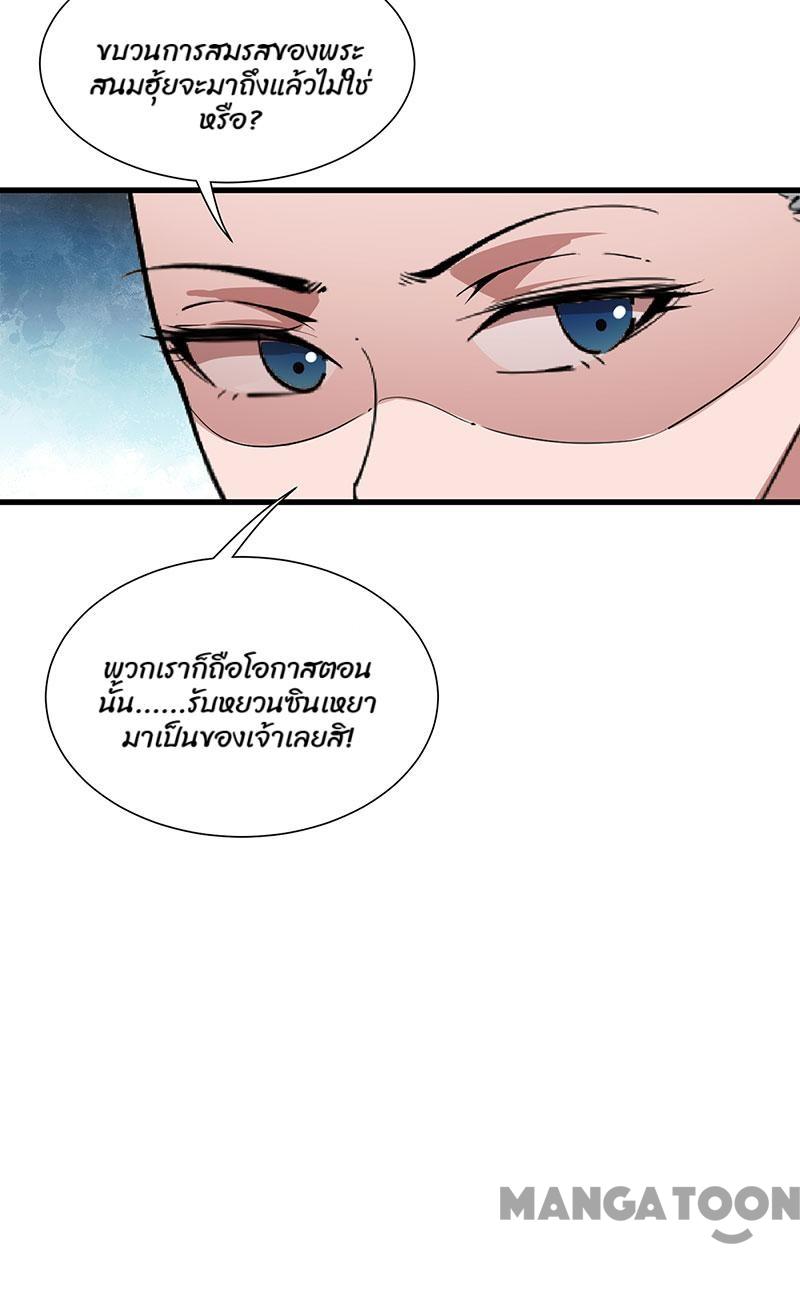 ขบวนการสมรสของพระ
สนมฮุ้ยจะมาถึงแล้วไม่ใช่
หรือ?
พวกเราก็ถือโอกาสตอน
นั้น......รับหยวนซินเหยา
มาเป็นของเจ้าเลยสิ!
MANGATOON